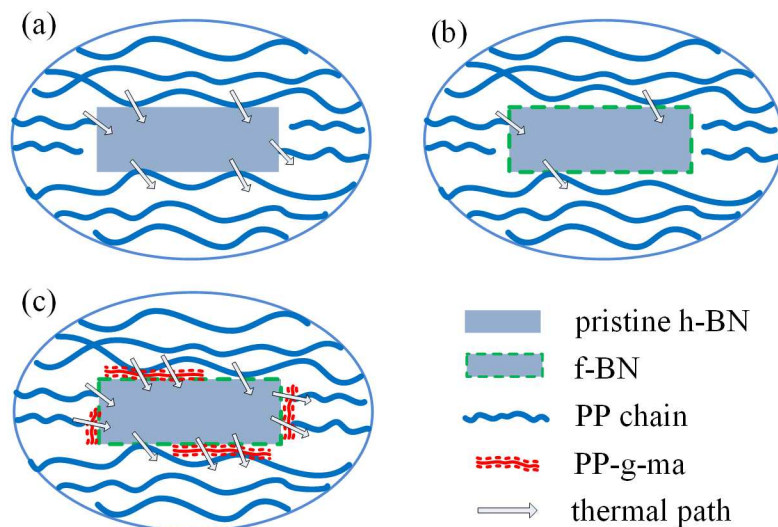 (a)
(b)
(c)
pristine h-BN
f-BN
PP chain
PP-g-ma
thermal path